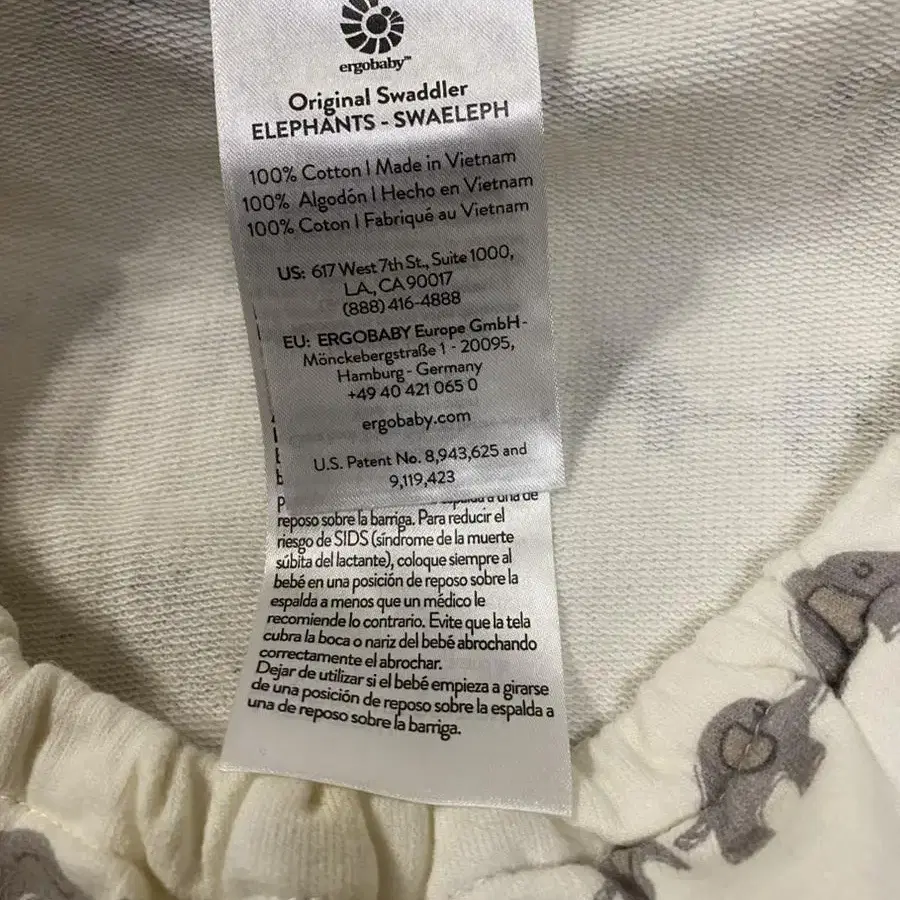 ergobaby™
Original Swaddler
ELEPHANTS - SWAELEPH
100% Cotton | Made in Vietnam
100% Algodón | Hecho en Vietnam
100% Coton | Fabriqué au Vietnam
US: 617 West 7th St., Suite 1000,
LA., CA 90017
(888) 416-4888
EU: ERGOBABY Europe GmbH -
Mönckebergstraße 1 - 20095,
Hamburg - Germany
+49 40 421 065 0
ergobaby.com
U.S. Patent No. 8,943,625 and
9,119,423
espalda a una de
reposo sobre la barriga. Para reducir el
riesgo de SIDS (síndrome de la muerte
súbita del lactante), coloque siempre al
bebé en una posición de reposo sobre la
espalda a menos que un médico le
recomiende lo contrario. Evite que la tela
cubra la boca o nariz del bebé abrochando
correctamente el abrochar.
Dejar de utilizar si el bebé empieza a girarse
de una posición de reposo sobre la espalda a
una de reposo sobre la barriga.